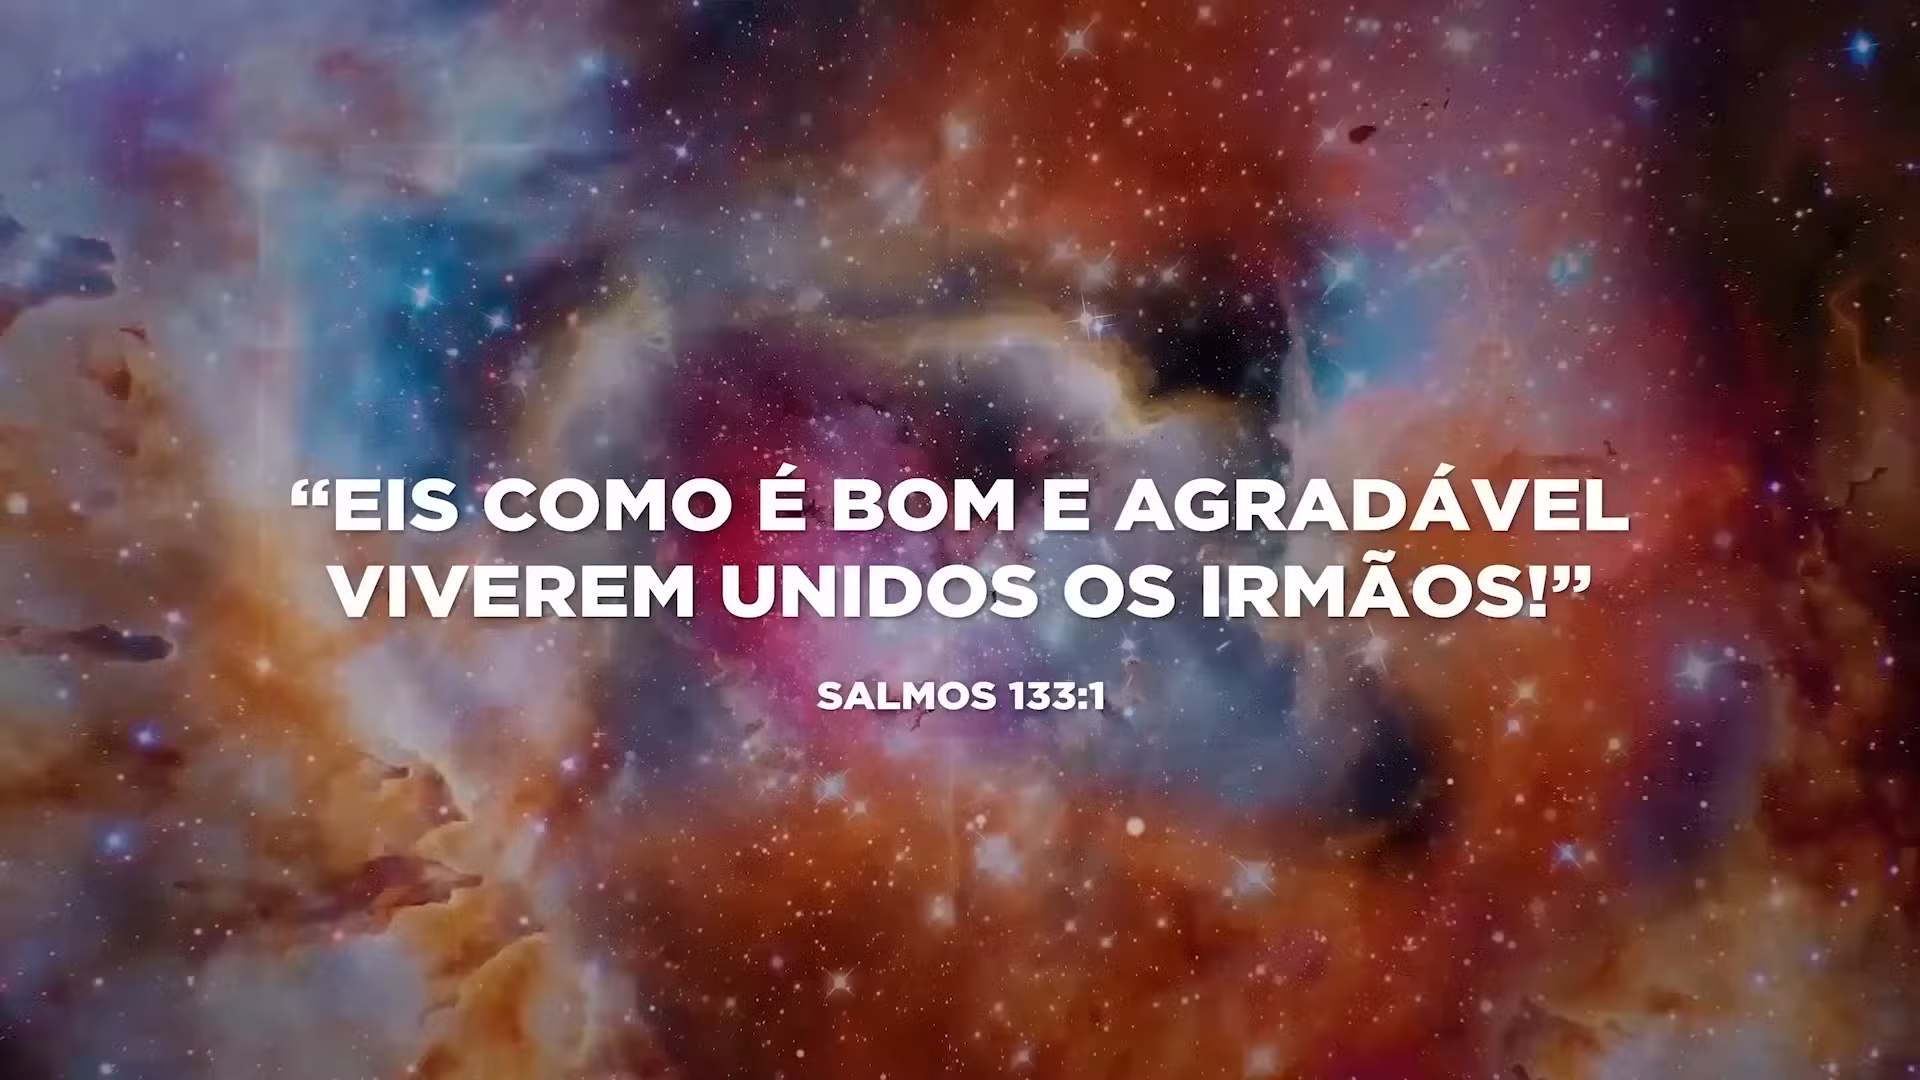 “EIS COMO É BOM E AGRADÁVEL
VIVEREM UNIDOS OS IRMÃOS!”
SALMOS 133:1